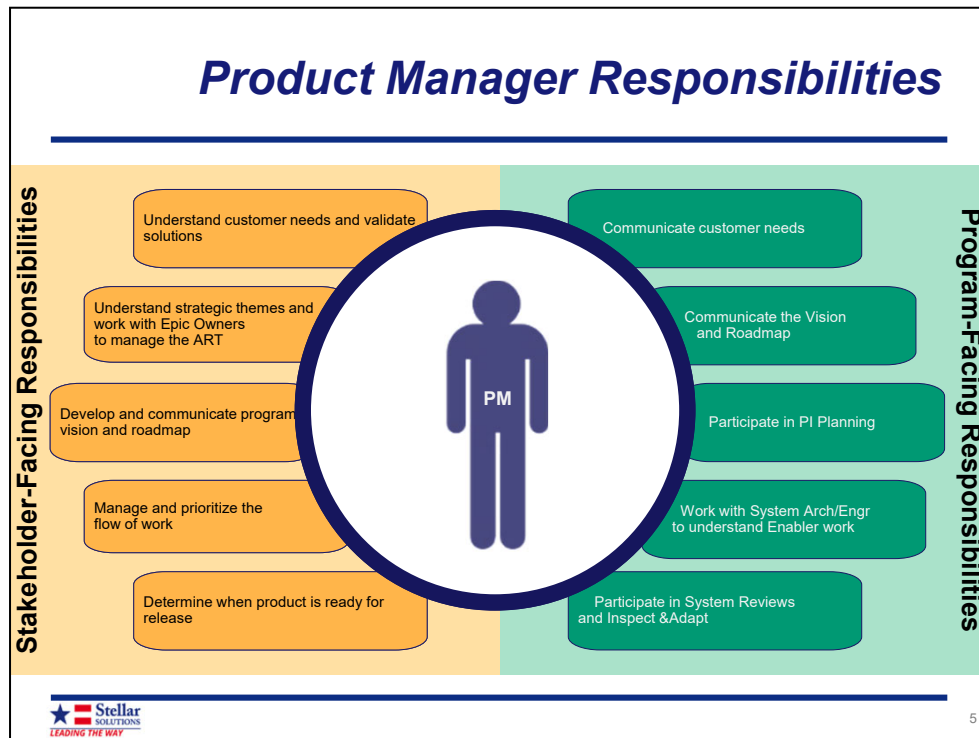 Product Manager Responsibilities
Stakeholder-Facing Responsibilities
Understand customer needs and validate
solutions
Understand strategic themes and
work with Epic Owners
to manage the ART
Develop and communicate program
vision and roadmap
Manage and prioritize the
flow of work
Determine when product is ready for
release
PM
Communicate customer needs
Communicate the Vision
and Roadmap
Participate in PI Planning
Work with System Arch/Engr
to understand Enabler work
Participate in System Reviews
and Inspect &Adapt
Program-Facing Responsibilities
Stellar
SOLUTIONS
LEADING THE WAY
5